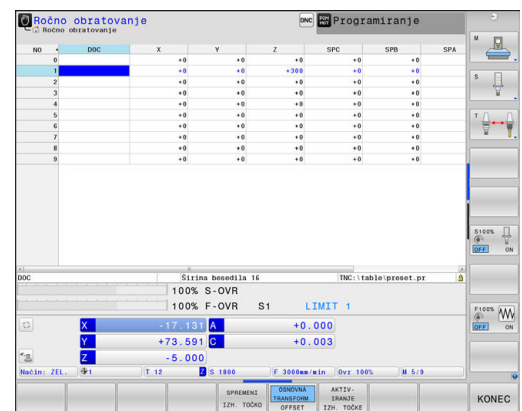 Ročno obratovanje
Ročno obratovanje
DNC
Programiranje
NO DOC X Y Z SPC SPB SPA
0 +0 +0 +0 +0 +0
1 +0 +0 +300 +0 +0
2 +0 +0 +0 +0 +0
3 +0 +0 +0 +0 +0
4 +0 +0 +0 +0 +0
5 +0 +0 +0 +0 +0
6 +0 +0 +0 +0 +0
7 +0 +0 +0 +0 +0
8 +0 +0 +0 +0 +0
9 +0 +0 +0 +0 +0
DOC Širina besedila 16 TNC:\table\preset.pr
100% S-OVR
100% F-OVR S1 LIMIT 1
X -17.131 A +0.000
Y +73.591 C +0.003
Z -5.000
Način: ŽEL. 1 T 12 Z S 1800 F 3000mm/min Ovr 100% M 5/9
SPREMENI
IZH. TOČKO
OSNOVNA
TRANSFORM.
OFFSET
AKTIV-
IRANJE
IZH. TOČKE
KONEC
M
S
T
S100%
OFF ON
F100%
OFF ON